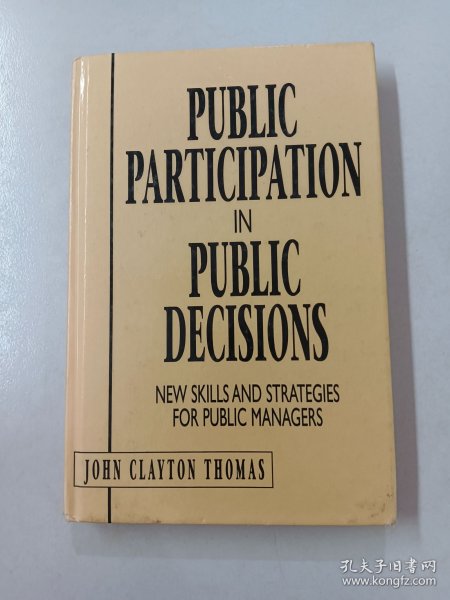 PUBLIC
PARTICIPATION
IN
PUBLIC
DECISIONS
NEW SKILLS AND STRATEGIES
FOR PUBLIC MANAGERS
JOHN CLAYTON THOMAS
孔夫子旧书网
www.kongfz.com